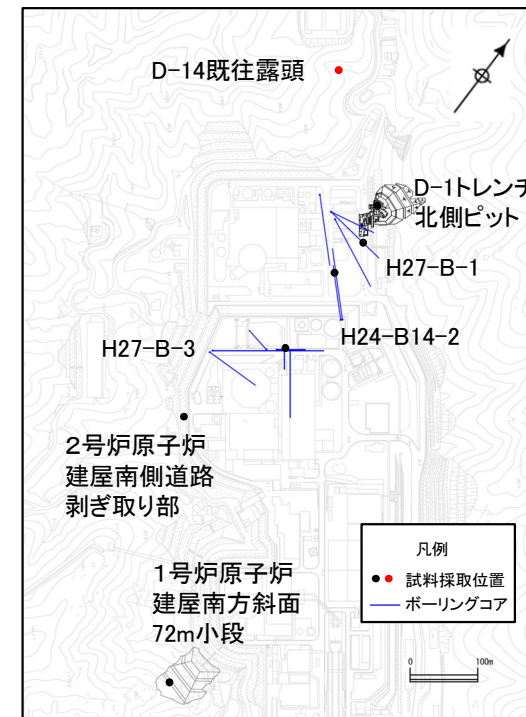 D-14既往露頭
D-1トレンチ
北側ピット
H27-B-1
H24-B14-2
H27-B-3
2号炉原子炉
建屋南側道路
剥ぎ取り部
1号炉原子炉
建屋南方斜面
72m小段
凡例
試料採取位置
ボーリングコア
0 100m